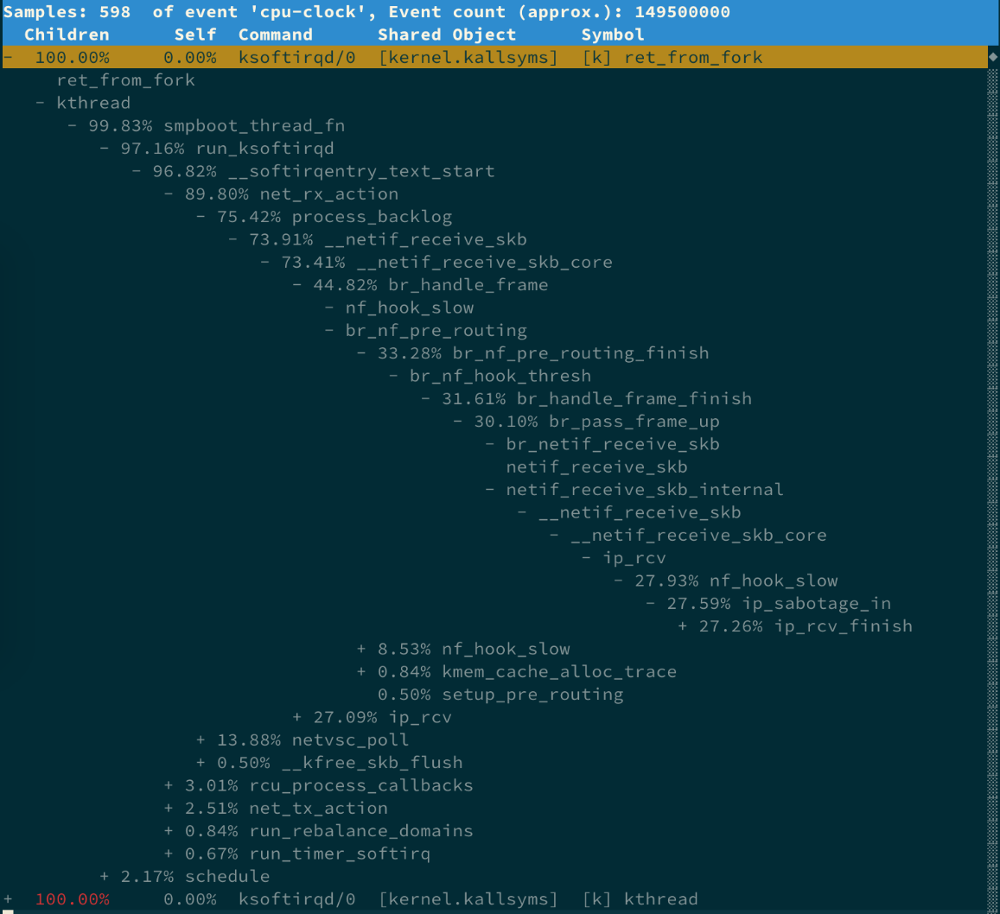 Samples: 598  of event 'cpu-clock', Event count (approx.): 149500000
  Children      Self  Command      Shared Object      Symbol
-  100.00%     0.00%  ksoftirqd/0  [kernel.kallsyms]  [k] ret_from_fork
     ret_from_fork
   - kthread
      - 99.83% smpboot_thread_fn
         - 97.16% run_ksoftirqd
            - 96.82% __softirqentry_text_start
               - 89.80% net_rx_action
                  - 75.42% process_backlog
                     - 73.91% __netif_receive_skb
                        - 73.41% __netif_receive_skb_core
                           - 44.82% br_handle_frame
                              - nf_hook_slow
                              - br_nf_pre_routing
                                 - 33.28% br_nf_pre_routing_finish
                                    - br_nf_hook_thresh
                                       - 31.61% br_handle_frame_finish
                                          - 30.10% br_pass_frame_up
                                             - br_netif_receive_skb
                                               netif_receive_skb
                                             - netif_receive_skb_internal
                                                - __netif_receive_skb
                                                   - __netif_receive_skb_core
                                                      - ip_rcv
                                                         - 27.93% nf_hook_slow
                                                            - 27.59% ip_sabotage_in
                                                               + 27.26% ip_rcv_finish
                                 + 8.53% nf_hook_slow
                                 + 0.84% kmem_cache_alloc_trace
                                   0.50% setup_pre_routing
                           + 27.09% ip_rcv
                  + 13.88% netvsc_poll
                  + 0.50% __kfree_skb_flush
               + 3.01% rcu_process_callbacks
               + 2.51% net_tx_action
               + 0.84% run_rebalance_domains
               + 0.67% run_timer_softirq
         + 2.17% schedule
+  100.00%     0.00%  ksoftirqd/0  [kernel.kallsyms]  [k] kthread